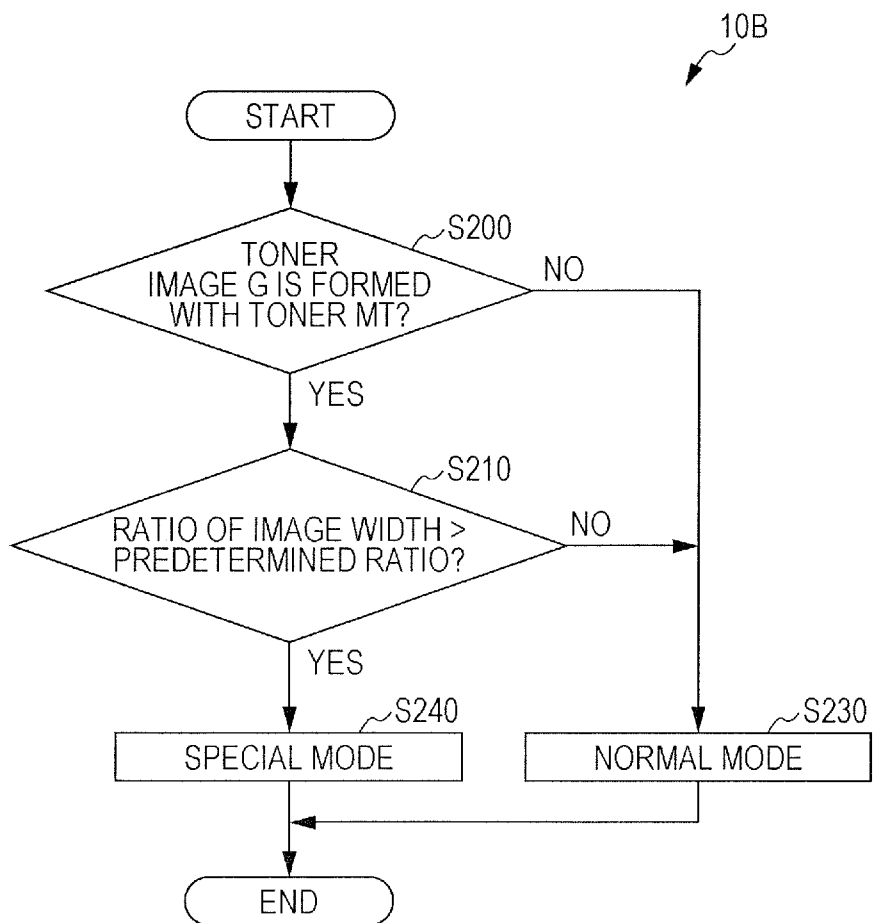 10B
START
S200
TONER
IMAGE G IS FORMED
WITH TONER MT?
NO
YES
S210
RATIO OF IMAGE WIDTH >
PREDETERMINED RATIO?
NO
YES
S240
SPECIAL MODE
S230
NORMAL MODE
END